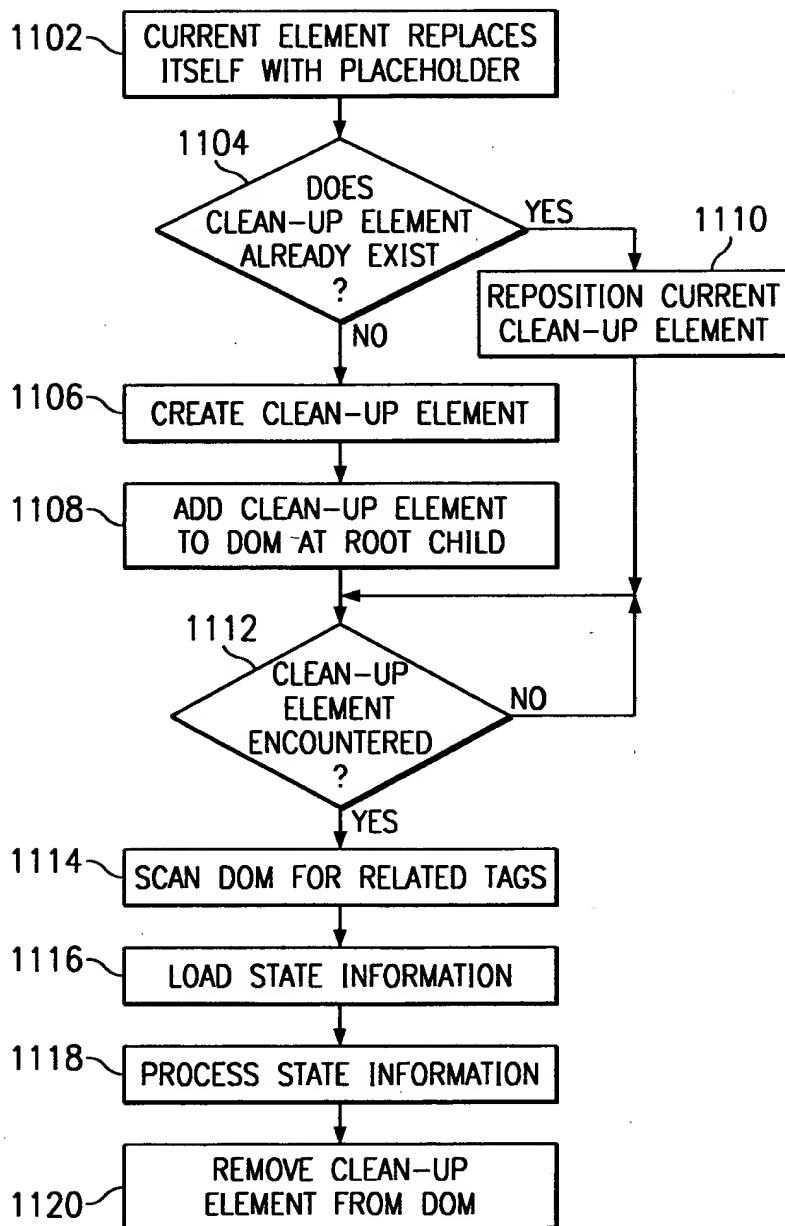 1102
CURRENT ELEMENT REPLACES
ITSELF WITH PLACEHOLDER
1104
DOES
CLEAN-UP ELEMENT
ALREADY EXIST
?
YES
NO
1110
REPOSITION CURRENT
CLEAN-UP ELEMENT
1106
CREATE CLEAN-UP ELEMENT
1108
ADD CLEAN-UP ELEMENT
TO DOM AT ROOT CHILD
1112
CLEAN-UP
ELEMENT
ENCOUNTERED
?
NO
YES
1114
SCAN DOM FOR RELATED TAGS
1116
LOAD STATE INFORMATION
1118
PROCESS STATE INFORMATION
1120
REMOVE CLEAN-UP
ELEMENT FROM DOM